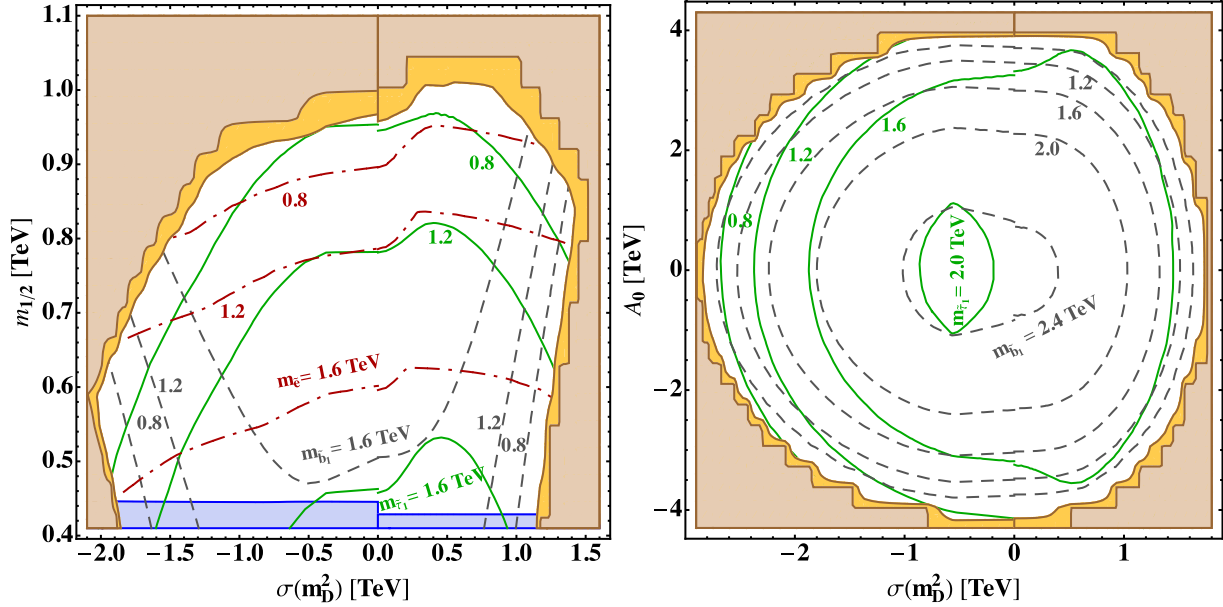 1.1
1.0
0.9
0.8
0.7
0.6
0.5
0.4
m1/2 [TeV]
0.8
0.8
1.2
1.2
mẽ= 1.6 TeV
1.2
0.8
mb̃1= 1.6 TeV
1.2
0.8
mτ̃1= 1.6 TeV
-2.0 -1.5 -1.0 -0.5 0.0 0.5 1.0 1.5
σ(m²D) [TeV]
4
2
0
−2
−4
A0 [TeV]
1.2
1.6
1.6
1.2
2.0
0.8
mτ̃1= 2.0 TeV
mb̃1= 2.4 TeV
−2 −1 0 1
σ(m²D) [TeV]